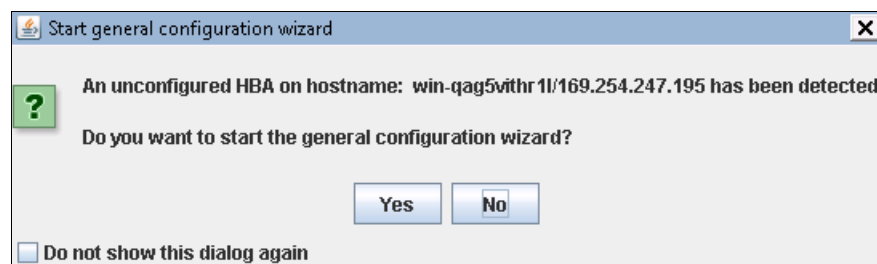 Start general configuration wizard
An unconfigured HBA on hostname: win-qag5vithr1l/169.254.247.195 has been detected
Do you want to start the general configuration wizard?
Yes No
Do not show this dialog again